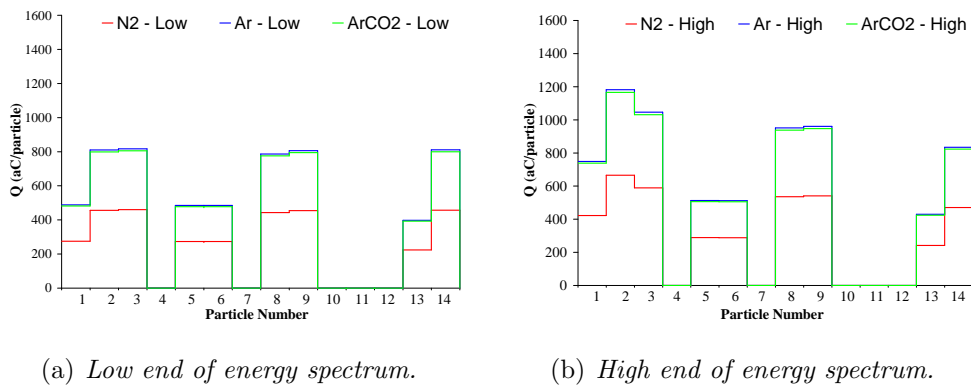 N2 - Low Ar - Low ArCO2 - Low
1600
1400
1200
1000
800
600
400
200
0
Q (aC/particle)
1 2 3 4 5 6 7 8 9 10 11 12 13 14
Particle Number
(a) Low end of energy spectrum.
N2 - High Ar - High ArCO2 - High
1600
1400
1200
1000
800
600
400
200
0
Q (aC/particle)
1 2 3 4 5 6 7 8 9 10 11 12 13 14
Particle Number
(b) High end of energy spectrum.